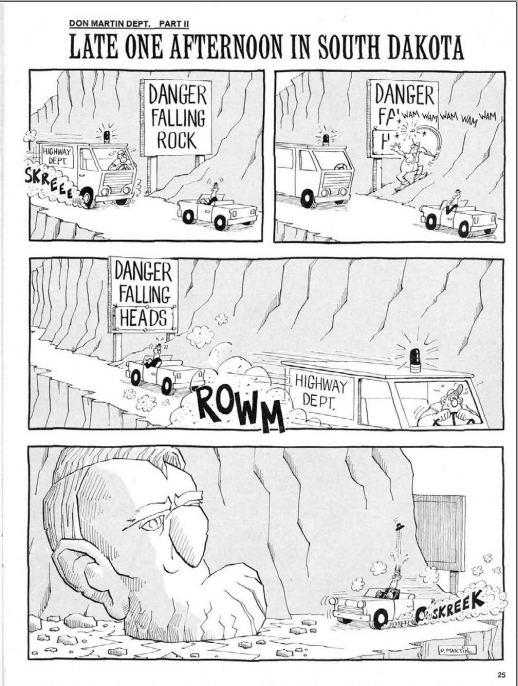 DON MARTIN DEPT. PART II
LATE ONE AFTERNOON IN SOUTH DAKOTA
DANGER
FALLING
ROCK
HIGHWAY
DEPT
SKREEE
DANGER
FA
WAM WAM WAM WAM
H
DANGER
FALLING
HEADS
HIGHWAY
DEPT.
ROWM
SKREEK
D. MARTIN
25